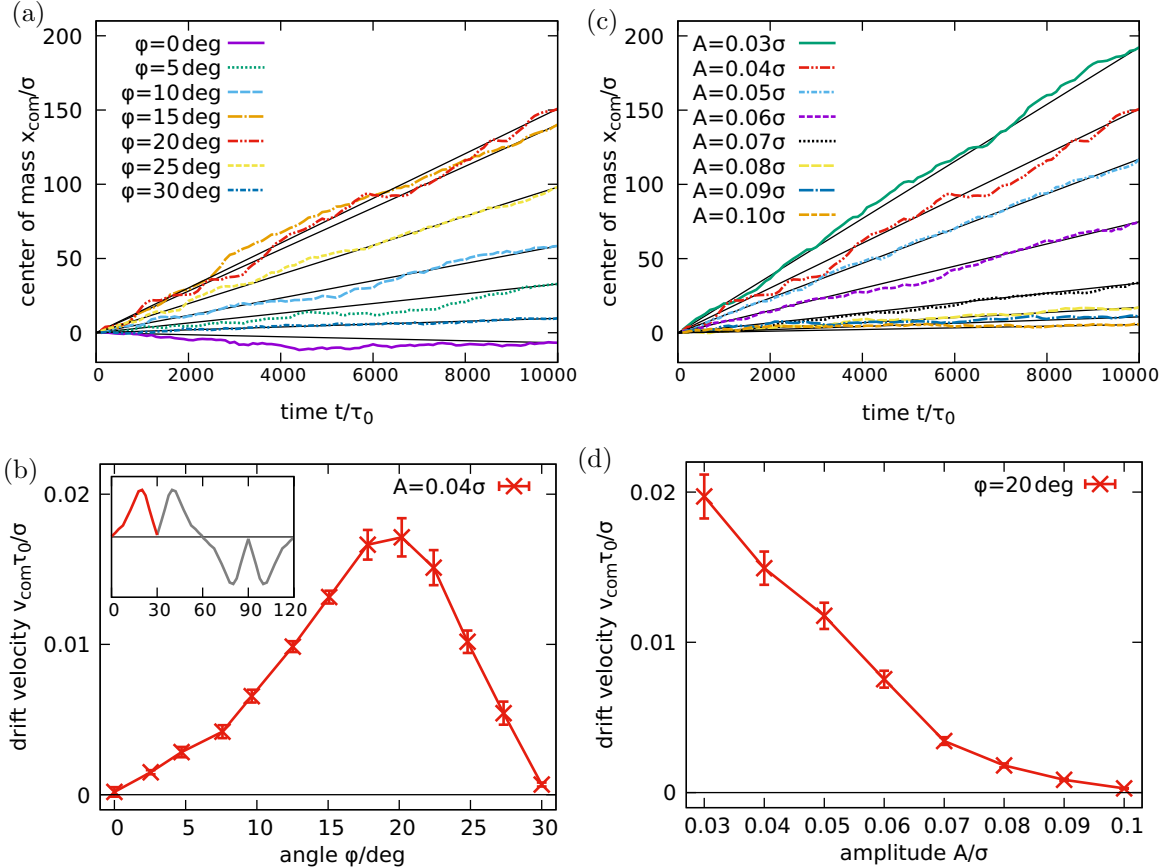 (a)
200
150
100
50
0
center of mass x_com/σ
φ=0 deg
φ=5 deg
φ=10 deg
φ=15 deg
φ=20 deg
φ=25 deg
φ=30 deg
0 2000 4000 6000 8000 10000
time t/τ₀
(c)
200
150
100
50
0
center of mass x_com/σ
A=0.03σ
A=0.04σ
A=0.05σ
A=0.06σ
A=0.07σ
A=0.08σ
A=0.09σ
A=0.10σ
0 2000 4000 6000 8000 10000
time t/τ₀
(b)
0.02
0.01
0
drift velocity v_com τ₀/σ
A=0.04σ
0 30 60 90 120
0 5 10 15 20 25 30
angle φ/deg
(d)
0.02
0.01
0
drift velocity v_com τ₀/σ
φ=20 deg
0.03 0.04 0.05 0.06 0.07 0.08 0.09 0.1
amplitude A/σ